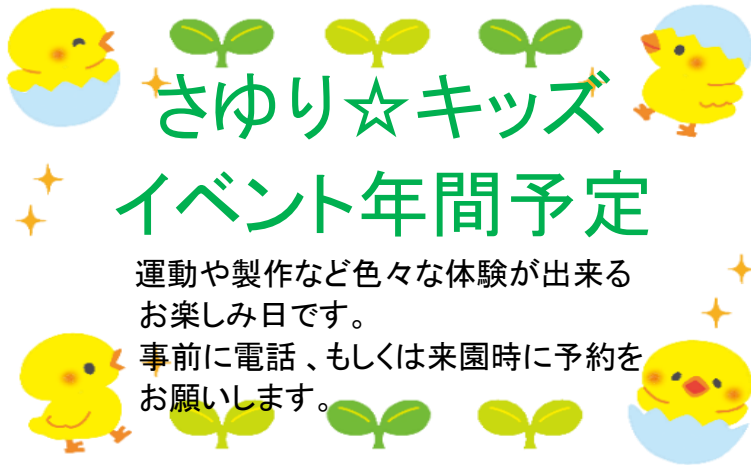 さゆり☆キッズ
イベント年間予定
運動や製作など色々な体験が出来る
お楽しみ日です。
事前に電話、もしくは来園時に予約を
お願いします。